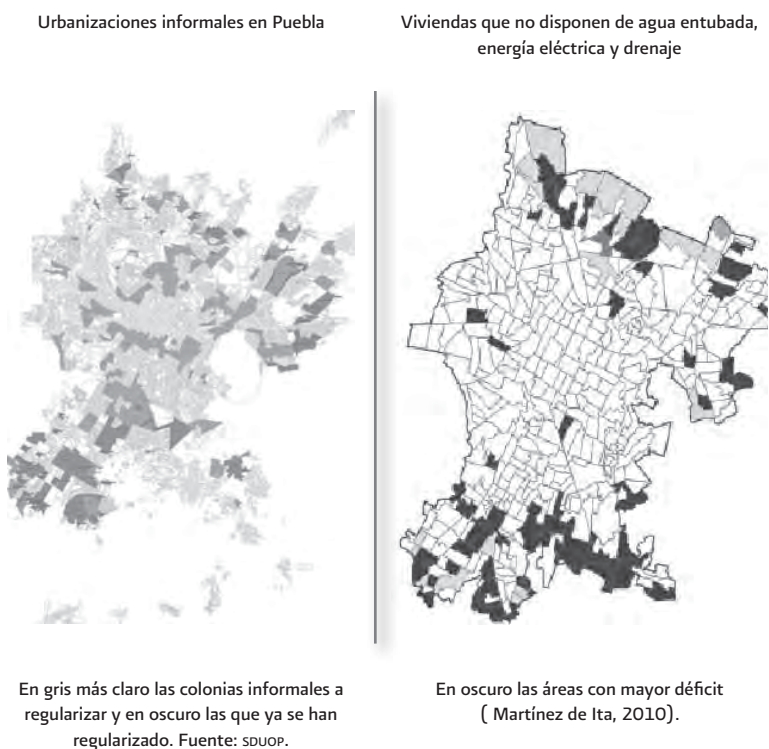 Urbanizaciones informales en Puebla
Viviendas que no disponen de agua entubada,
energía eléctrica y drenaje
En gris más claro las colonias informales a
regularizar y en oscuro las que ya se han
regularizado. Fuente: SDUOP.
En oscuro las áreas con mayor déficit
( Martínez de Ita, 2010).